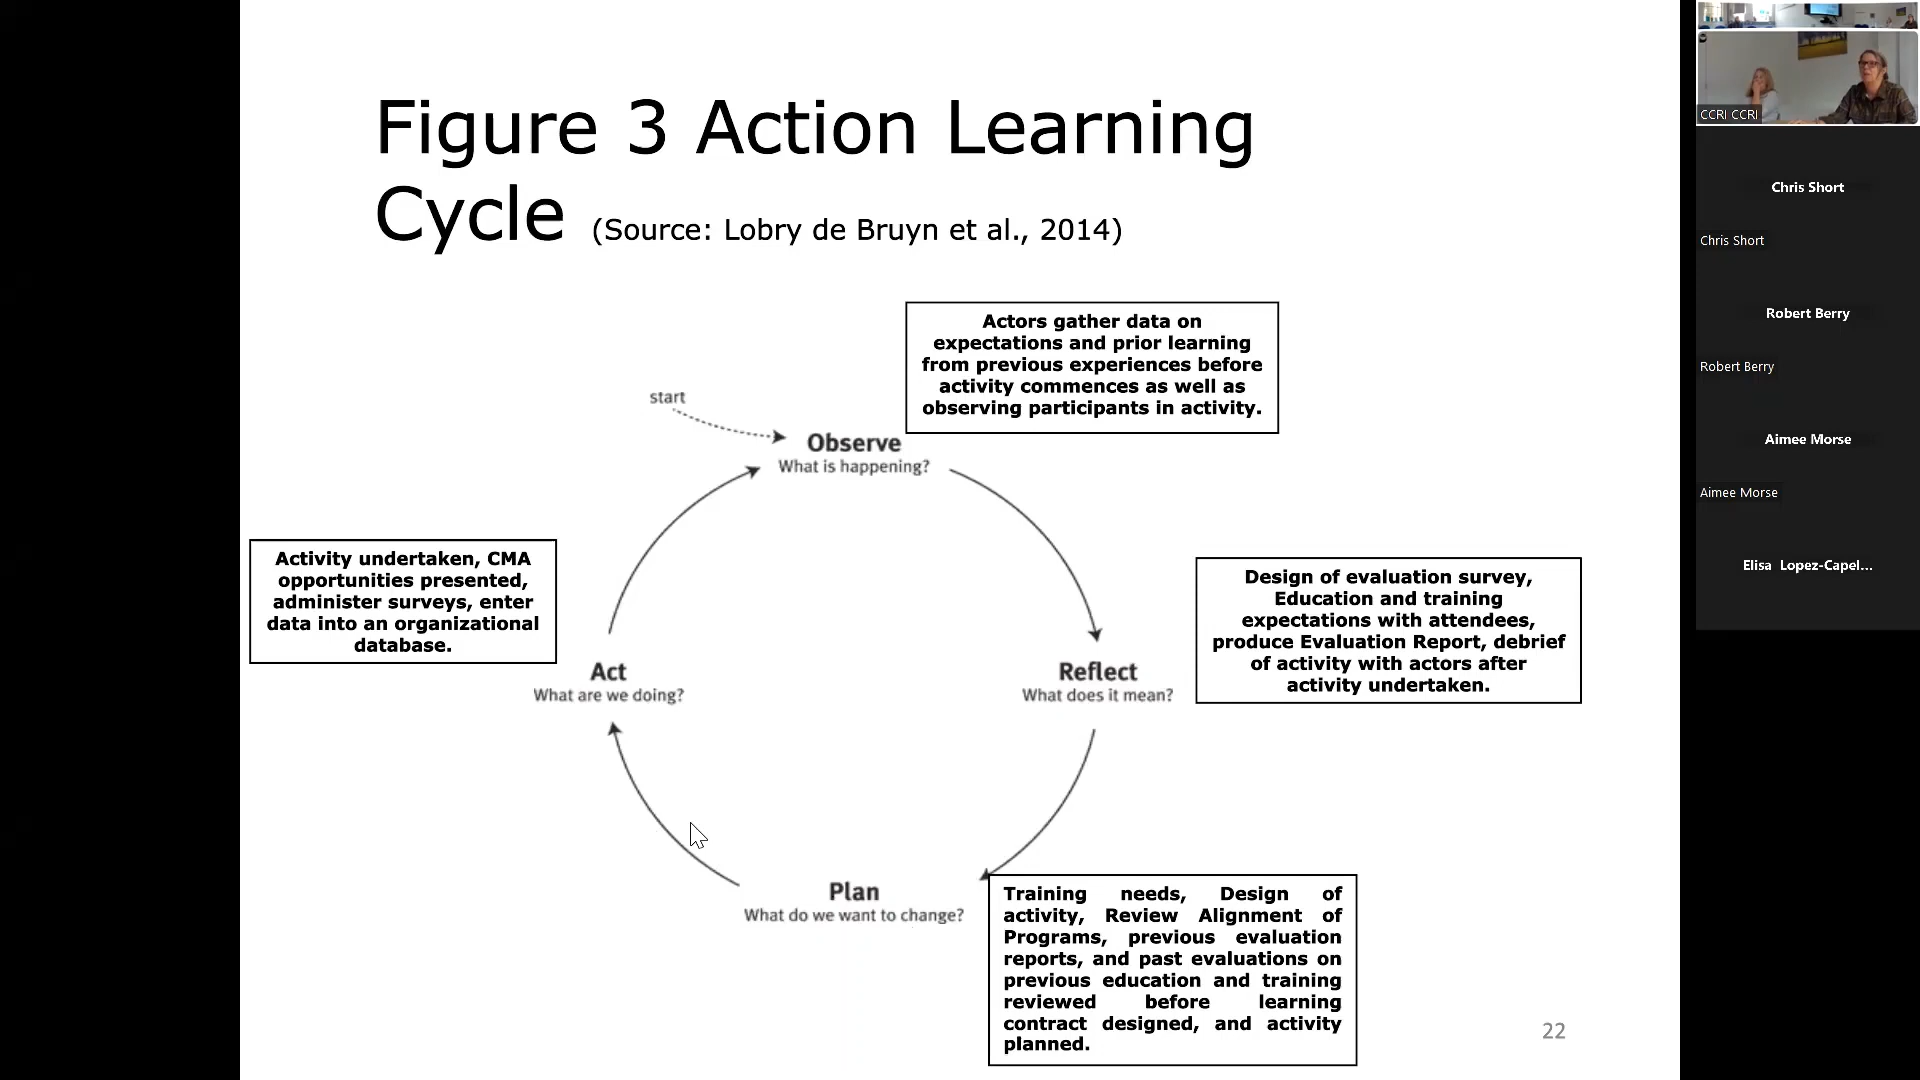 Figure 3 Action Learning
Cycle (Source: Lobry de Bruyn et al., 2014)
Actors gather data on
expectations and prior learning
from previous experiences before
activity commences as well as
observing participants in activity.
start
Observe
What is happening?
Activity undertaken, CMA
opportunities presented,
administer surveys, enter
data into an organizational
database.
Design of evaluation survey,
Education and training
expectations with attendees,
produce Evaluation Report, debrief
of activity with actors after
activity undertaken.
Act
What are we doing?
Reflect
What does it mean?
Plan
What do we want to change?
Training needs, Design of
activity, Review Alignment of
Programs, previous evaluation
reports, and past evaluations on
previous education and training
reviewed before learning
contract designed, and activity
planned.
22
CCRI CCRI
Chris Short
Chris Short
Robert Berry
Robert Berry
Aimee Morse
Aimee Morse
Elisa Lopez-Capel...